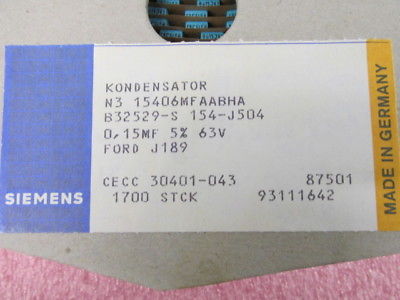 KONDENSATOR
N3 15406MFAABHA
B32529-S 154-J504
0,15MF 5% 63V
FORD J189
CECC 30401-043 87501
1700 STCK 93111642
SIEMENS
MADE IN GERMANY